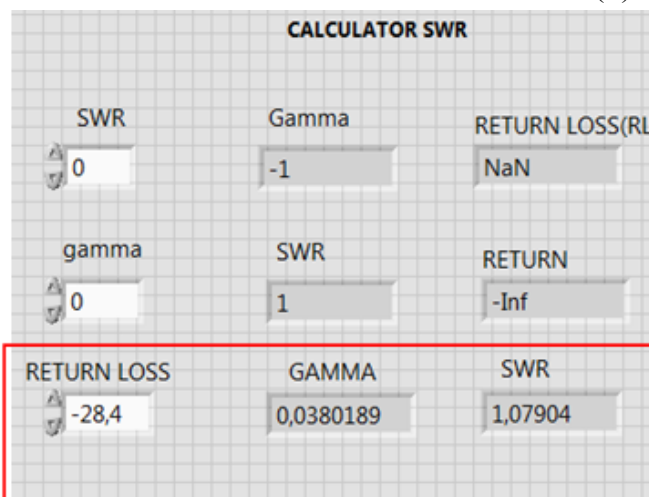 CALCULATOR SWR
SWR Gamma RETURN LOSS(RL
0 -1 NaN
gamma SWR RETURN
0 1 -Inf
RETURN LOSS GAMMA SWR
-28,4 0,0380189 1,07904